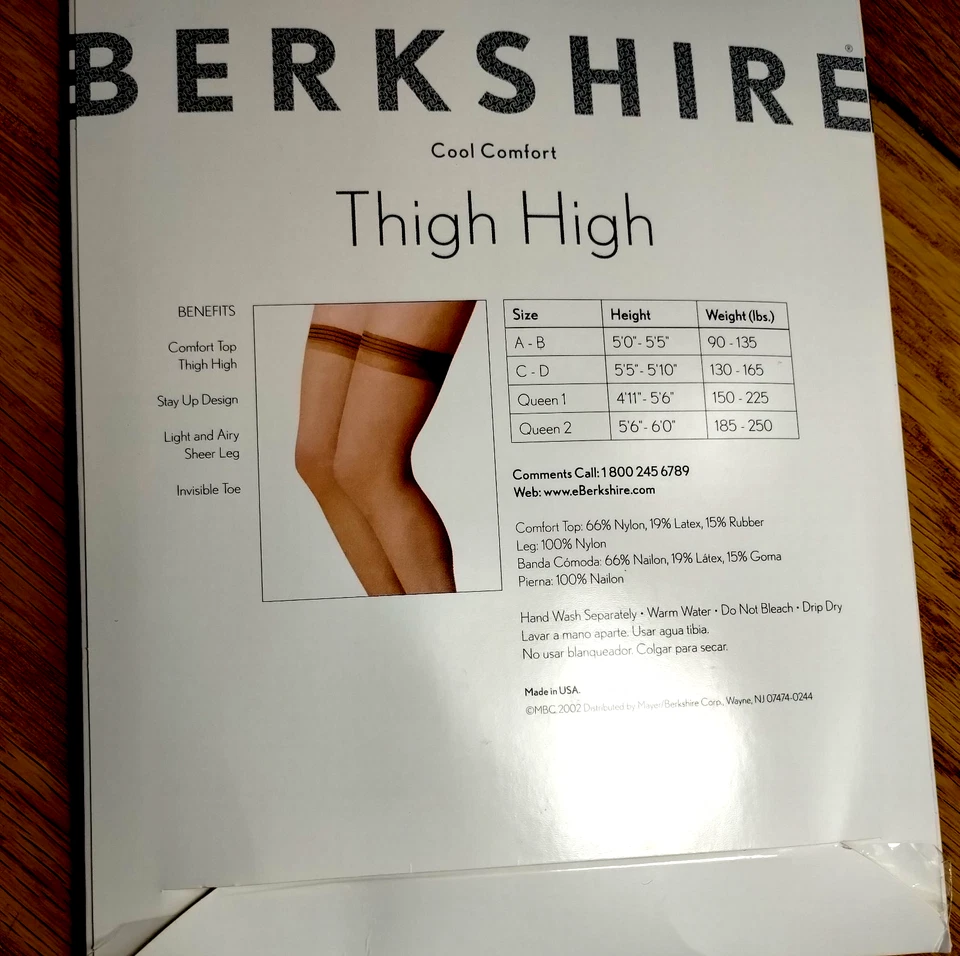 BERKSHIRE®
Cool Comfort
Thigh High
BENEFITS
Comfort Top
Thigh High
Stay Up Design
Light and Airy
Sheer Leg
Invisible Toe
Size Height Weight (lbs.)
A - B 5'0"- 5'5" 90 - 135
C - D 5'5"- 5'10" 130 - 165
Queen 1 4'11"- 5'6" 150 - 225
Queen 2 5'6"- 6'0" 185 - 250
Comments Call: 1 800 245 6789
Web: www.eBerkshire.com
Comfort Top: 66% Nylon, 19% Latex, 15% Rubber
Leg: 100% Nylon
Banda Cómoda: 66% Nailon, 19% Látex, 15% Goma
Pierna: 100% Nailon
Hand Wash Separately • Warm Water • Do Not Bleach • Drip Dry
Lavar a mano aparte. Usar agua tibia.
No usar blanqueador. Colgar para secar.
Made in USA.
©MBC 2002 Distributed by Mayer/Berkshire Corp., Wayne, NJ 07474-0244